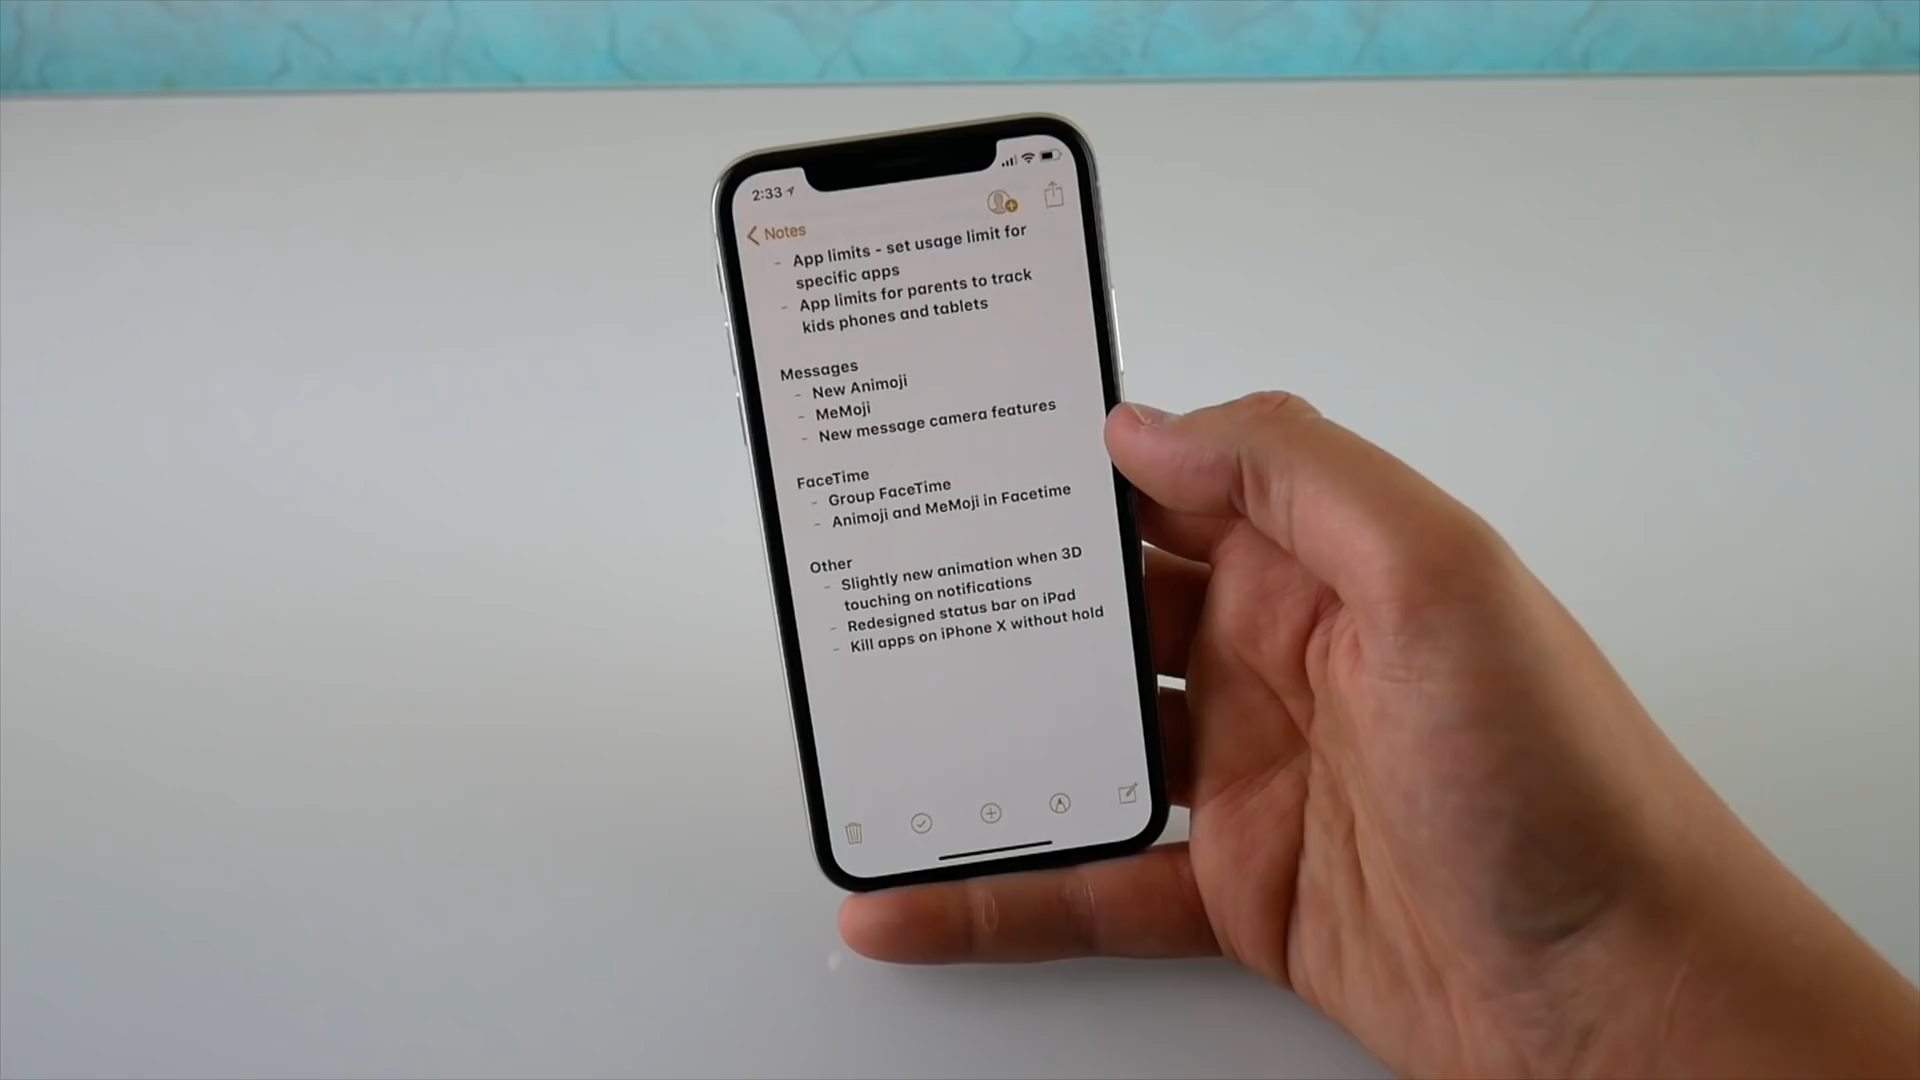 2:33
Notes
- App limits - set usage limit for
specific apps
- App limits for parents to track
kids phones and tablets
Messages
- New Animoji
- MeMoji
- New message camera features
FaceTime
- Group FaceTime
- Animoji and MeMoji in Facetime
Other
- Slightly new animation when 3D
touching on notifications
- Redesigned status bar on iPad
- Kill apps on iPhone X without hold